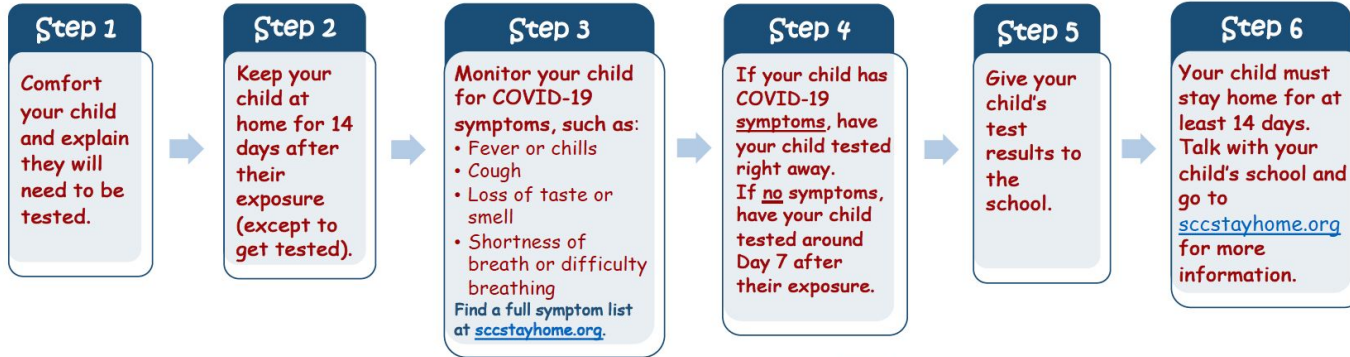 Step 1
Comfort
your child
and explain
they will
need to be
tested.
Step 2
Keep your
child at
home for 14
days after
their
exposure
(except to
get tested).
Step 3
Monitor your child
for COVID-19
symptoms, such as:
• Fever or chills
• Cough
• Loss of taste or
smell
• Shortness of
breath or difficulty
breathing
Find a full symptom list
at sccstayhome.org.
Step 4
If your child has
COVID-19
symptoms, have
your child tested
right away.
If no symptoms,
have your child
tested around
Day 7 after
their exposure.
Step 5
Give your
child's
test
results to
the
school.
Step 6
Your child must
stay home for at
least 14 days.
Talk with your
child's school and
go to
sccstayhome.org
for more
information.